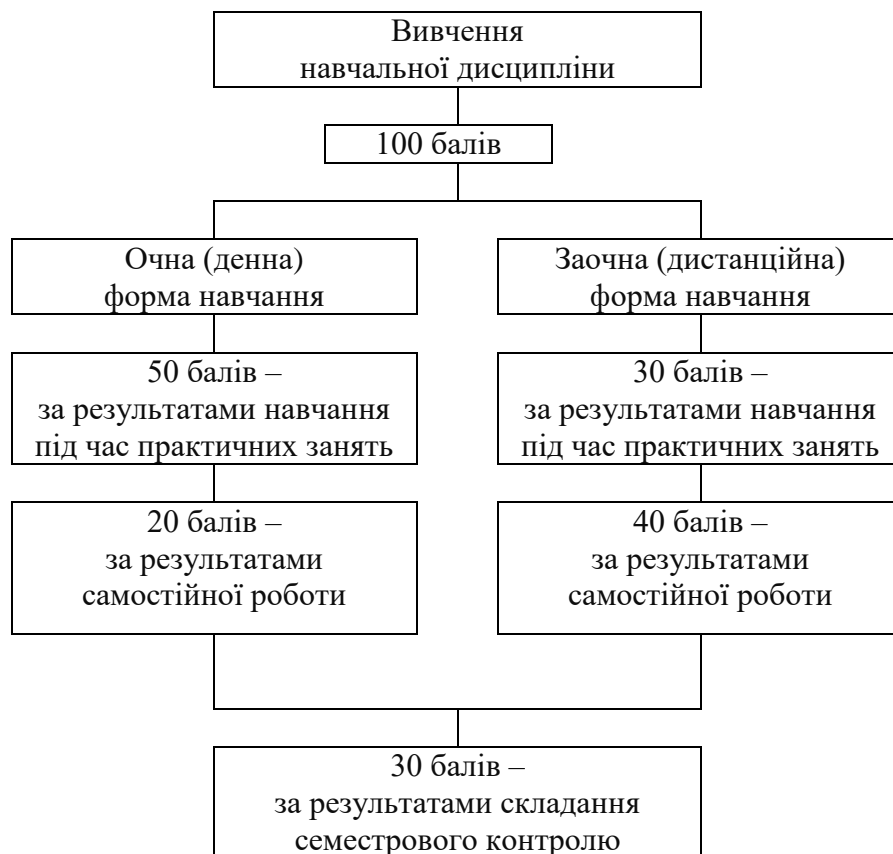 Вивчення
навчальної дисципліни
100 балів
Очна (денна)
форма навчання
50 балів –
за результатами навчання
під час практичних занять
20 балів –
за результатами
самостійної роботи
Заочна (дистанційна)
форма навчання
30 балів –
за результатами навчання
під час практичних занять
40 балів –
за результатами
самостійної роботи
30 балів –
за результатами складання
семестрового контролю